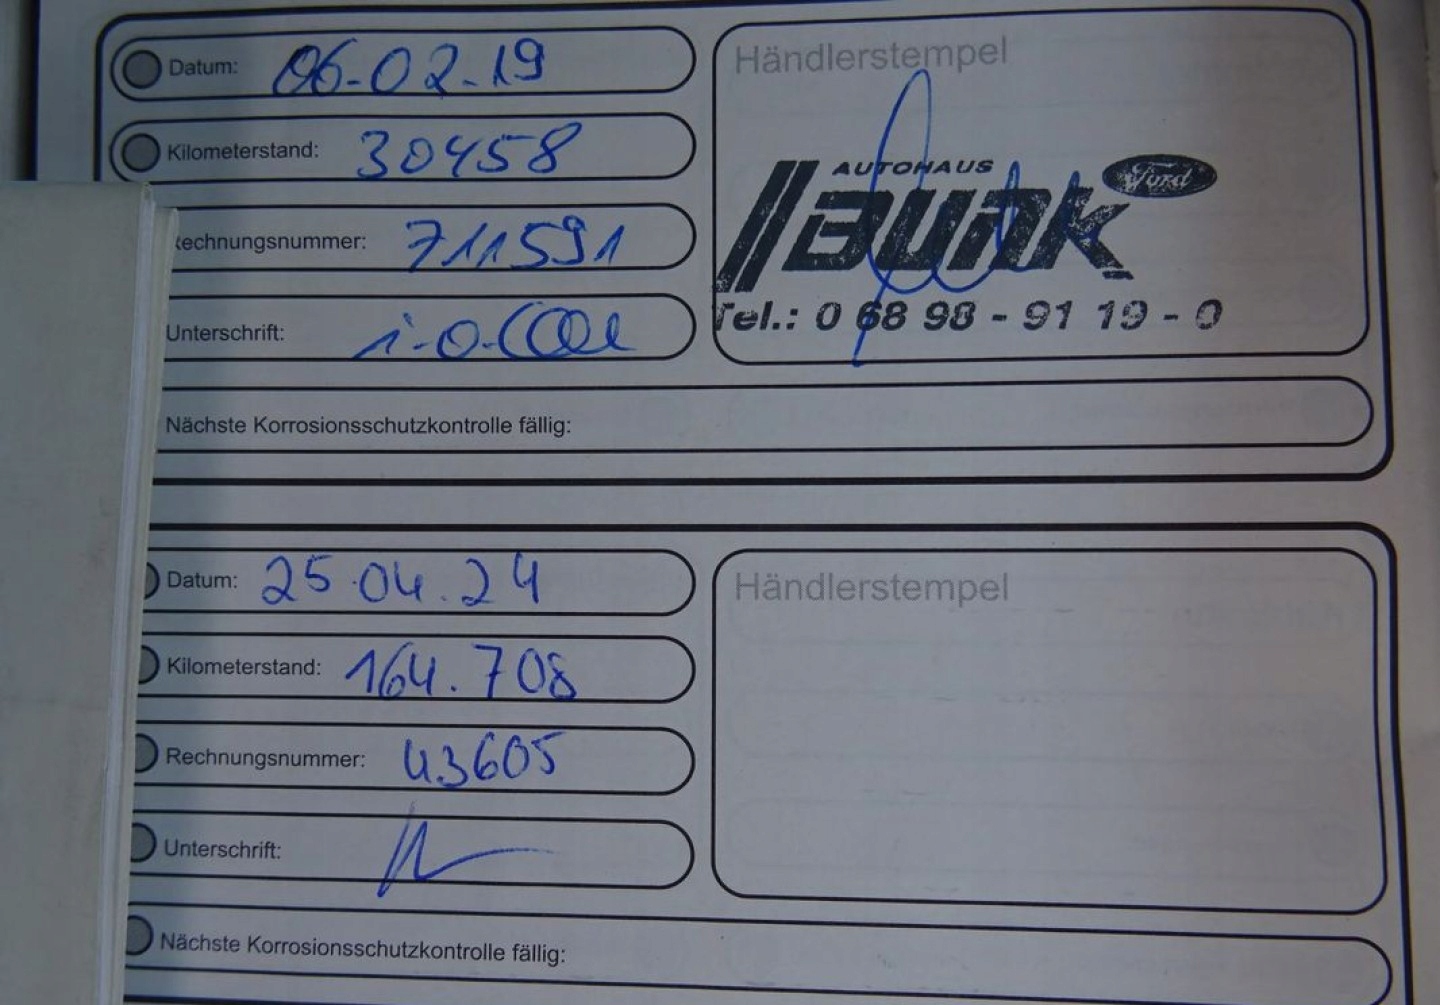 Datum: 06.02.19
Kilometerstand: 30458
Rechnungsnummer: 711591
Unterschrift: i.o.
Händlerstempel
AUTOHAUS
BUNK
Ford
Tel.: 0 68 98 - 91 19 - 0
Nächste Korrosionsschutzkontrolle fällig:
Datum: 25.04.24
Kilometerstand: 164.708
Rechnungsnummer: 43605
Unterschrift:
Händlerstempel
Nächste Korrosionsschutzkontrolle fällig: